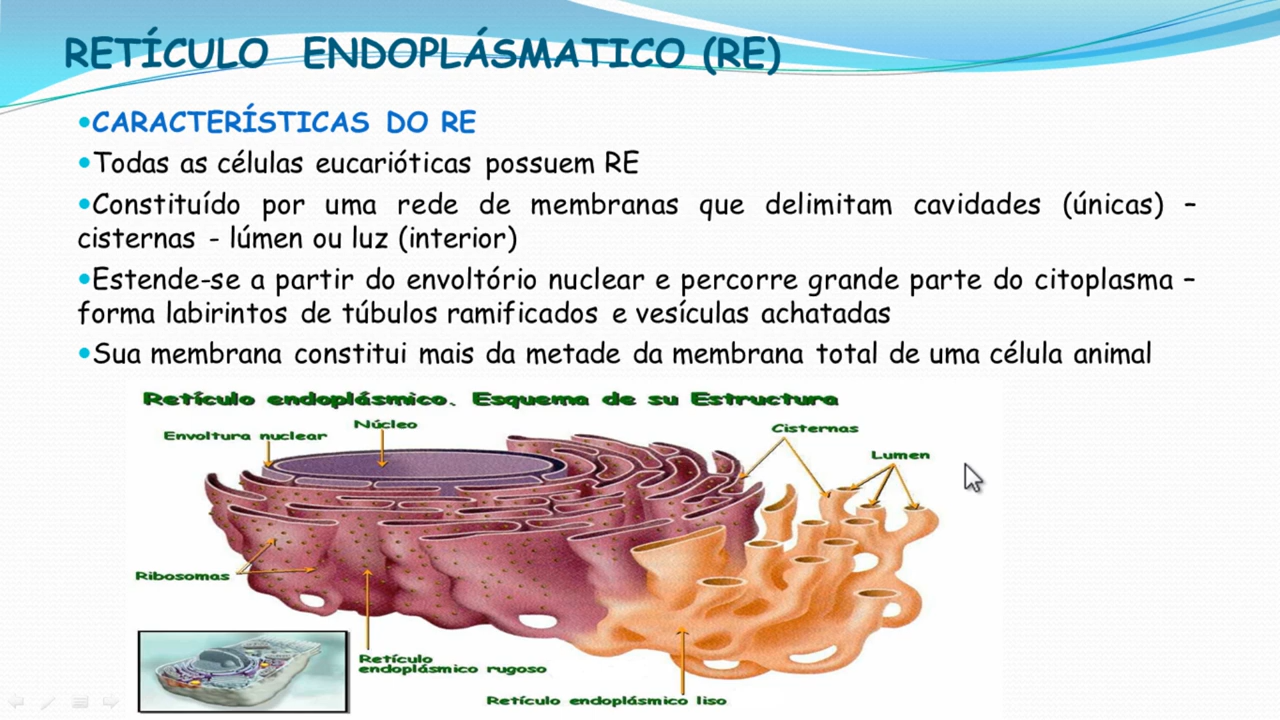 RETÍCULO ENDOPLÁSMATICO (RE)
•CARACTERÍSTICAS DO RE
•Todas as células eucarióticas possuem RE
•Constituído por uma rede de membranas que delimitam cavidades (únicas) –
cisternas - lúmen ou luz (interior)
•Estende-se a partir do envoltório nuclear e percorre grande parte do citoplasma –
forma labirintos de túbulos ramificados e vesículas achatadas
•Sua membrana constitui mais da metade da membrana total de uma célula animal
Retículo endoplásmico. Esquema de su Estructura
Núcleo
Envoltura nuclear
Cisternas
Lumen
Ribosomas
Retículo
endoplásmico rugoso
Retículo endoplásmico liso